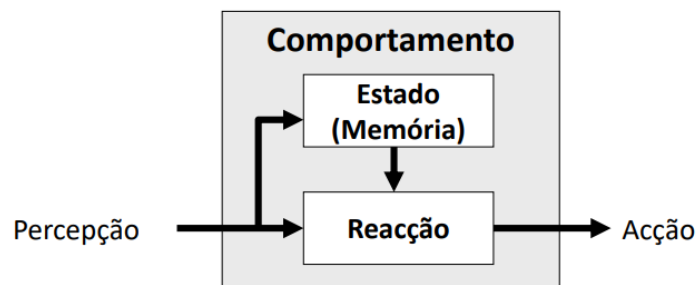 Comportamento
Estado
(Memória)
Percepção
Reacção
Acção